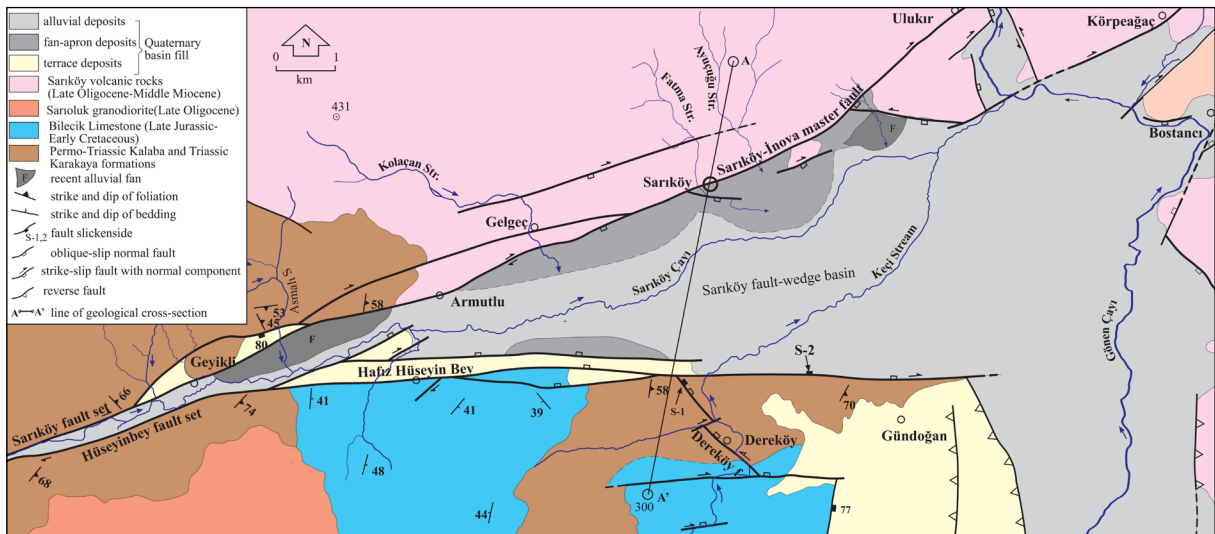 alluvial deposits
fan-apron deposits
terrace deposits
Quaternary
basin fill
Sarıköy volcanic rocks
(Late Oligocene-Middle Miocene)
Sarıoluk granodiorite(Late Oligocene)
Bilecik Limestone (Late Jurassic-
Early Cretaceous)
Permo-Triassic Kalaba and Triassic
Karakaya formations
F
recent alluvial fan
strike and dip of foliation
strike and dip of bedding
S-1,2
fault slickenside
oblique-slip normal fault
strike-slip fault with normal component
reverse fault
A A'
line of geological cross-section
N
0 1
km
431
Kolaçan Str.
Fatma Str.
Ayuçuğu Str.
A
Ulukır
Körpeağaç
Bostancı
Sarıköy-İnova master fault
F
Sarıköy
Gelgeç
Armutlu
Sarıköy Çayı
Keçi Stream
Sarıköy fault-wedge basin
Gönen Çayı
Asmalı S.
53
45
80
58
F
Geyikli
66
Sarıköy fault set
Hüseyinbey fault set
68
74
Hafız Hüseyin Bey
41
41
39
48
44
58
S-1
S-2
70
Dereköy
Dereköy f.
Gündoğan
300
A'
77